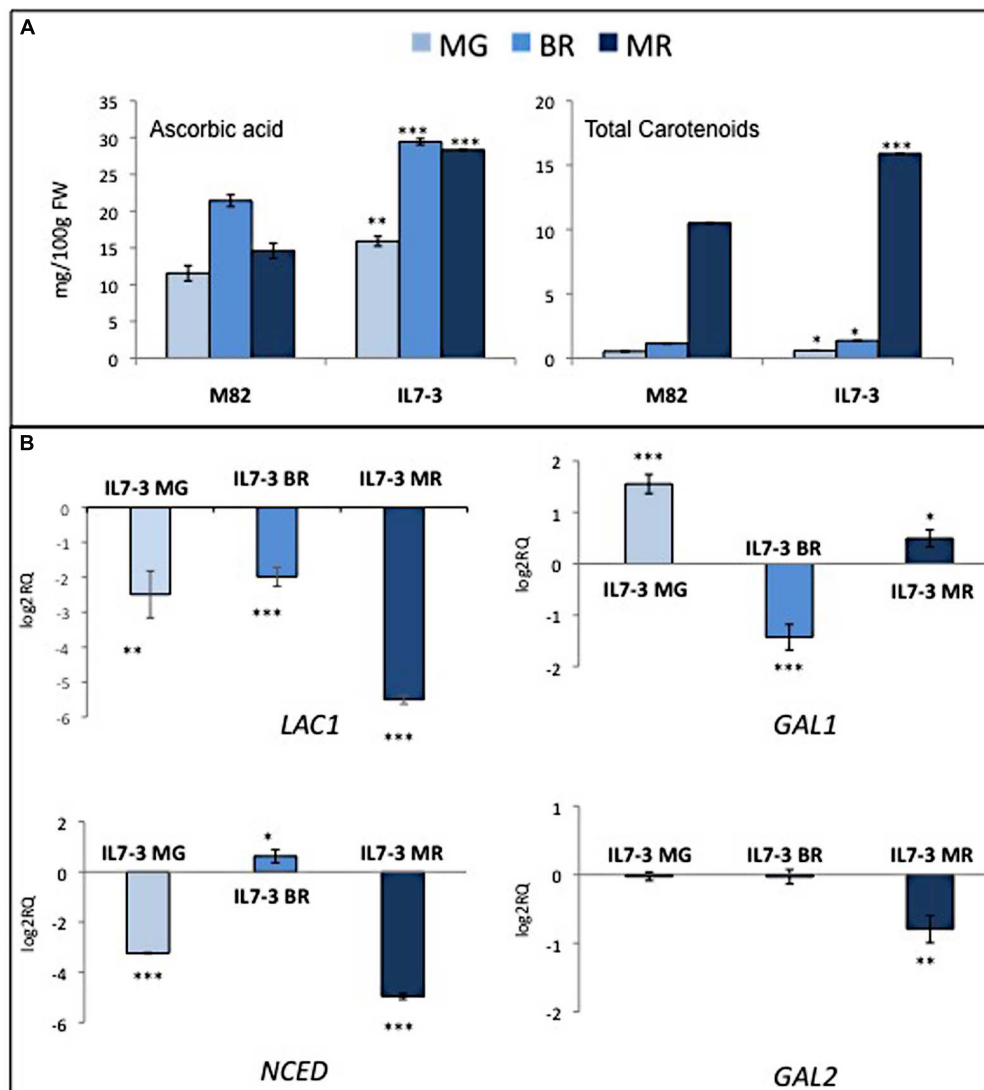 A
MG BR MR
Ascorbic acid
mg/100g FW
35
30
25
20
15
10
5
0
***
***
**
M82 IL7-3
Total Carotenoids
20
15
10
5
0
***
*
*
M82 IL7-3
B
IL7-3 MG IL7-3 BR IL7-3 MR
log2RQ
0
-1
-2
-3
-4
-5
-6
**
***
***
LAC1
log2RQ
2
1
0
-1
-2
***
*
IL7-3 BR
IL7-3 MG IL7-3 MR
***
GAL1
log2RQ
2
0
-2
-4
-6
*
IL7-3 MG IL7-3 MR
IL7-3 BR
***
***
NCED
log2RQ
1
0
-1
-2
IL7-3 MG IL7-3 BR IL7-3 MR
**
GAL2